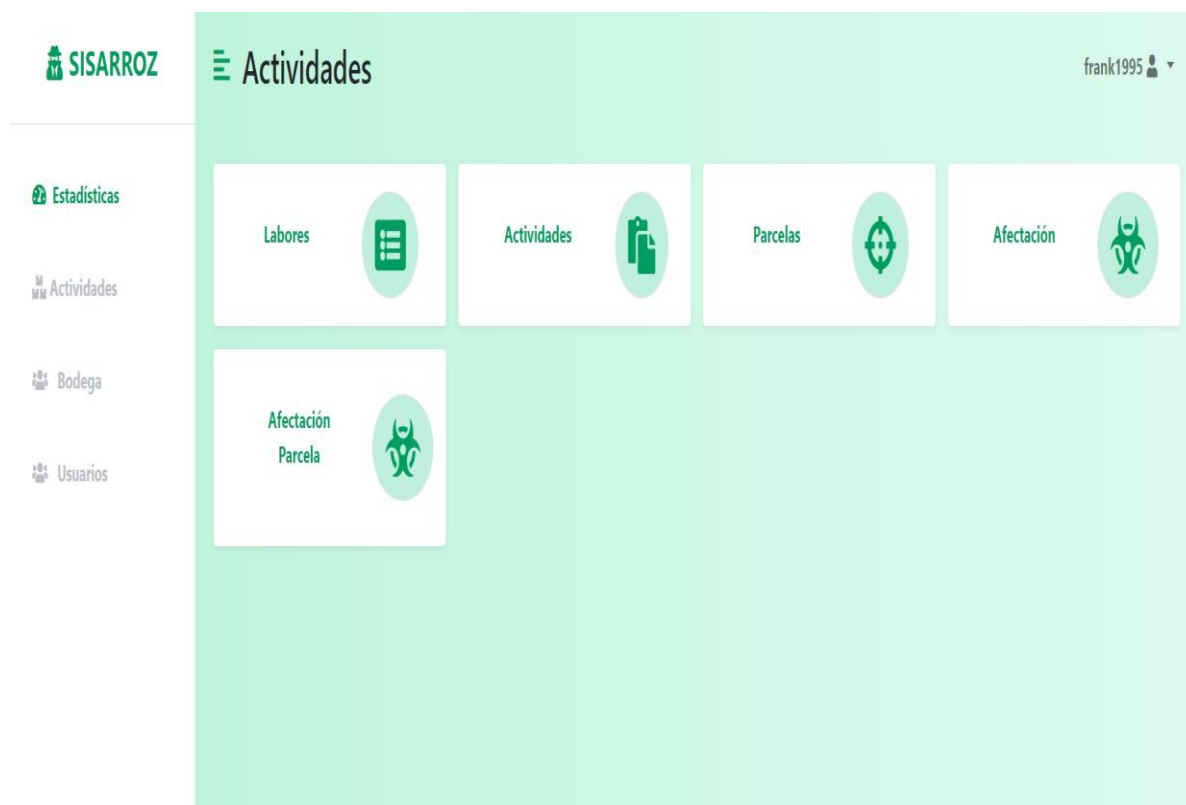 SISARROZ
Actividades
frank1995
Estadísticas
Actividades
Bodega
Usuarios
Labores
Actividades
Parcelas
Afectación
Afectación
Parcela